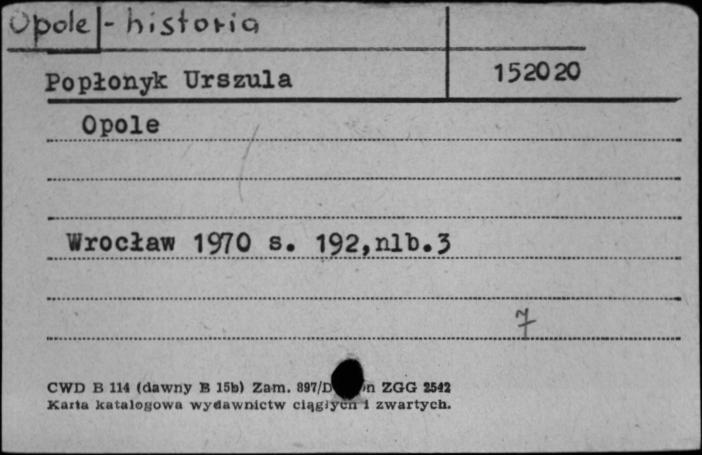 Opole - historia
Popłonyk Urszula 152020
Opole
Wrocław 1970 s. 192,nlb.3
7
CWD B 114 (dawny B 15b) Zam. 897/D ZGG 2542
Karta katalogowa wydawnictw ciągłych i zwartych.